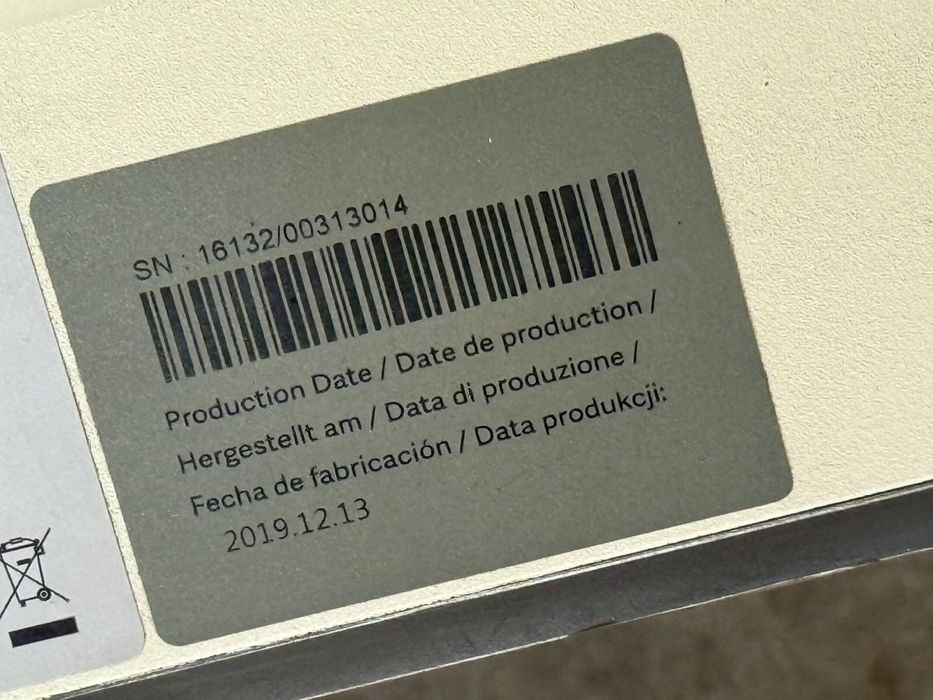 SN : 16132/00313014
Production Date / Date de production /
Hergestellt am / Data di produzione /
Fecha de fabricación / Data produkcji:
2019.12.13